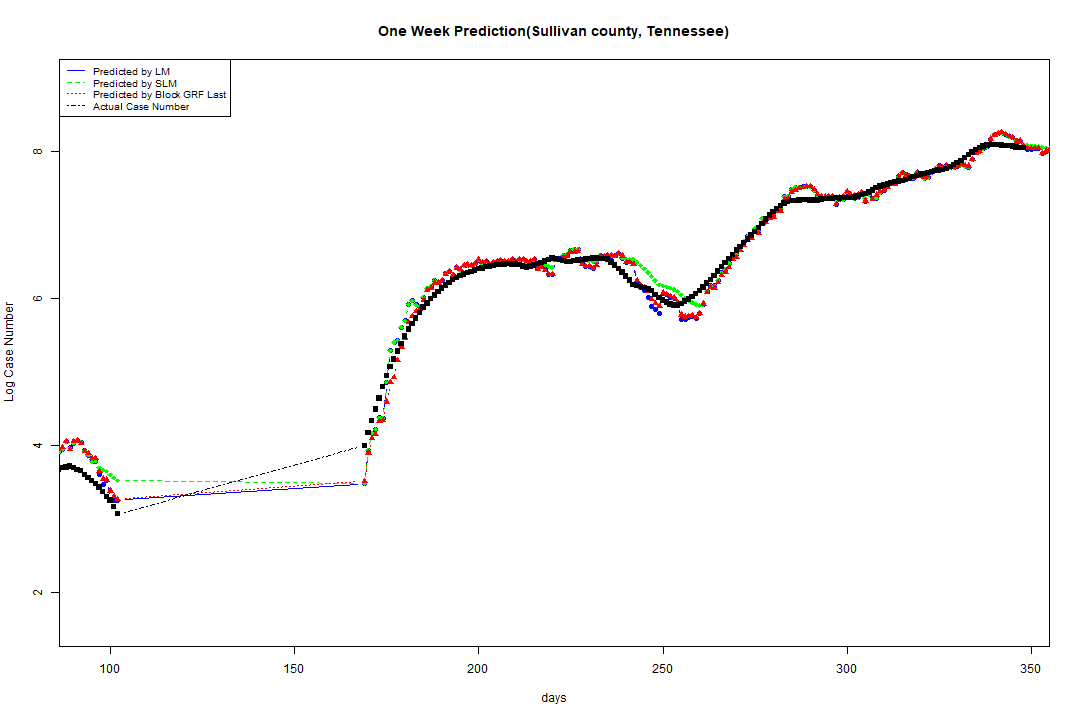 One Week Prediction(Sullivan county, Tennessee)
Predicted by LM
Predicted by SLM
Predicted by Block GRF Last
Actual Case Number
Log Case Number
8
6
4
2
100 150 200 250 300 350
days